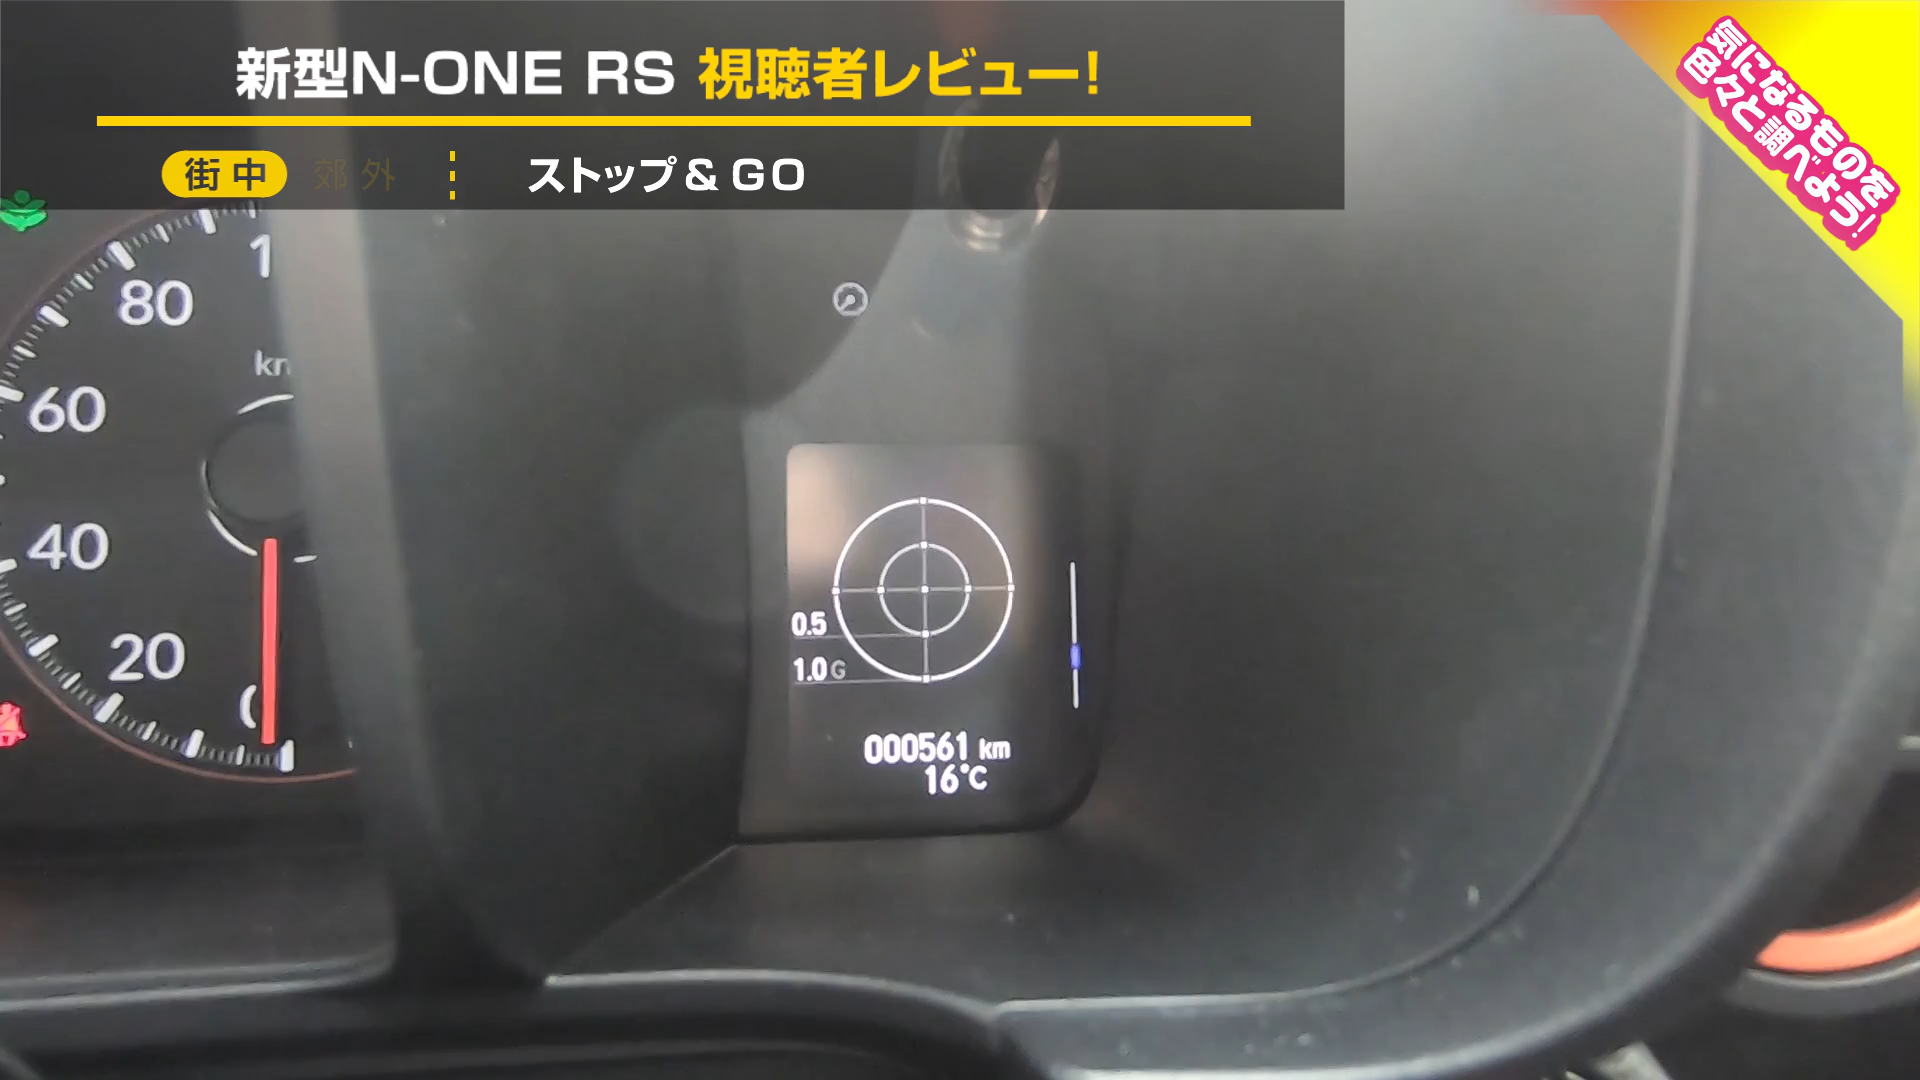 新型N-ONE RS 視聴者レビュー!
街中 郊外 ストップ&GO
気になるものを
色々と調べよう!
80
60
km
40
20
0.5
1.0G
000561 km
16℃